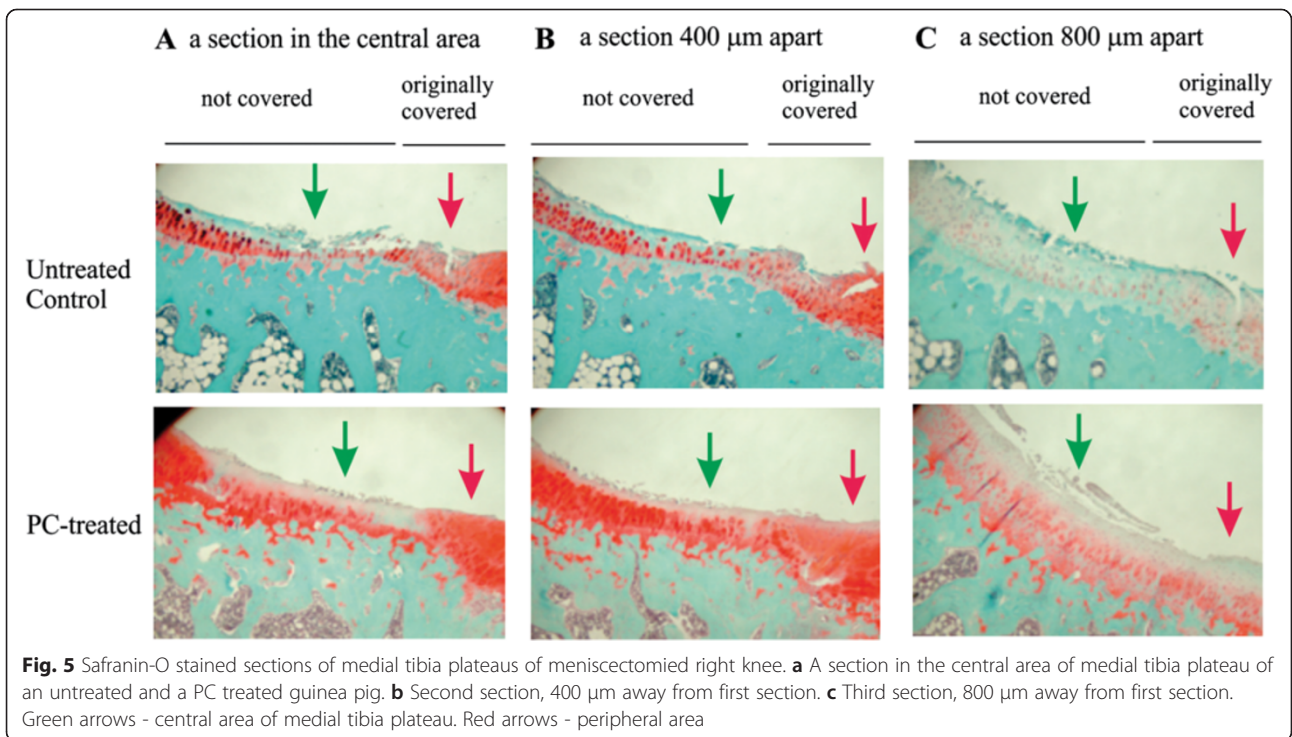 A a section in the central area
B a section 400 μm apart
C a section 800 μm apart
not covered
originally
covered
not covered
originally
covered
not covered
originally
covered
Untreated
Control
PC-treated
Fig. 5 Safranin-O stained sections of medial tibia plateaus of meniscectomied right knee. a A section in the central area of medial tibia plateau of
an untreated and a PC treated guinea pig. b Second section, 400 μm away from first section. c Third section, 800 μm away from first section.
Green arrows - central area of medial tibia plateau. Red arrows - peripheral area